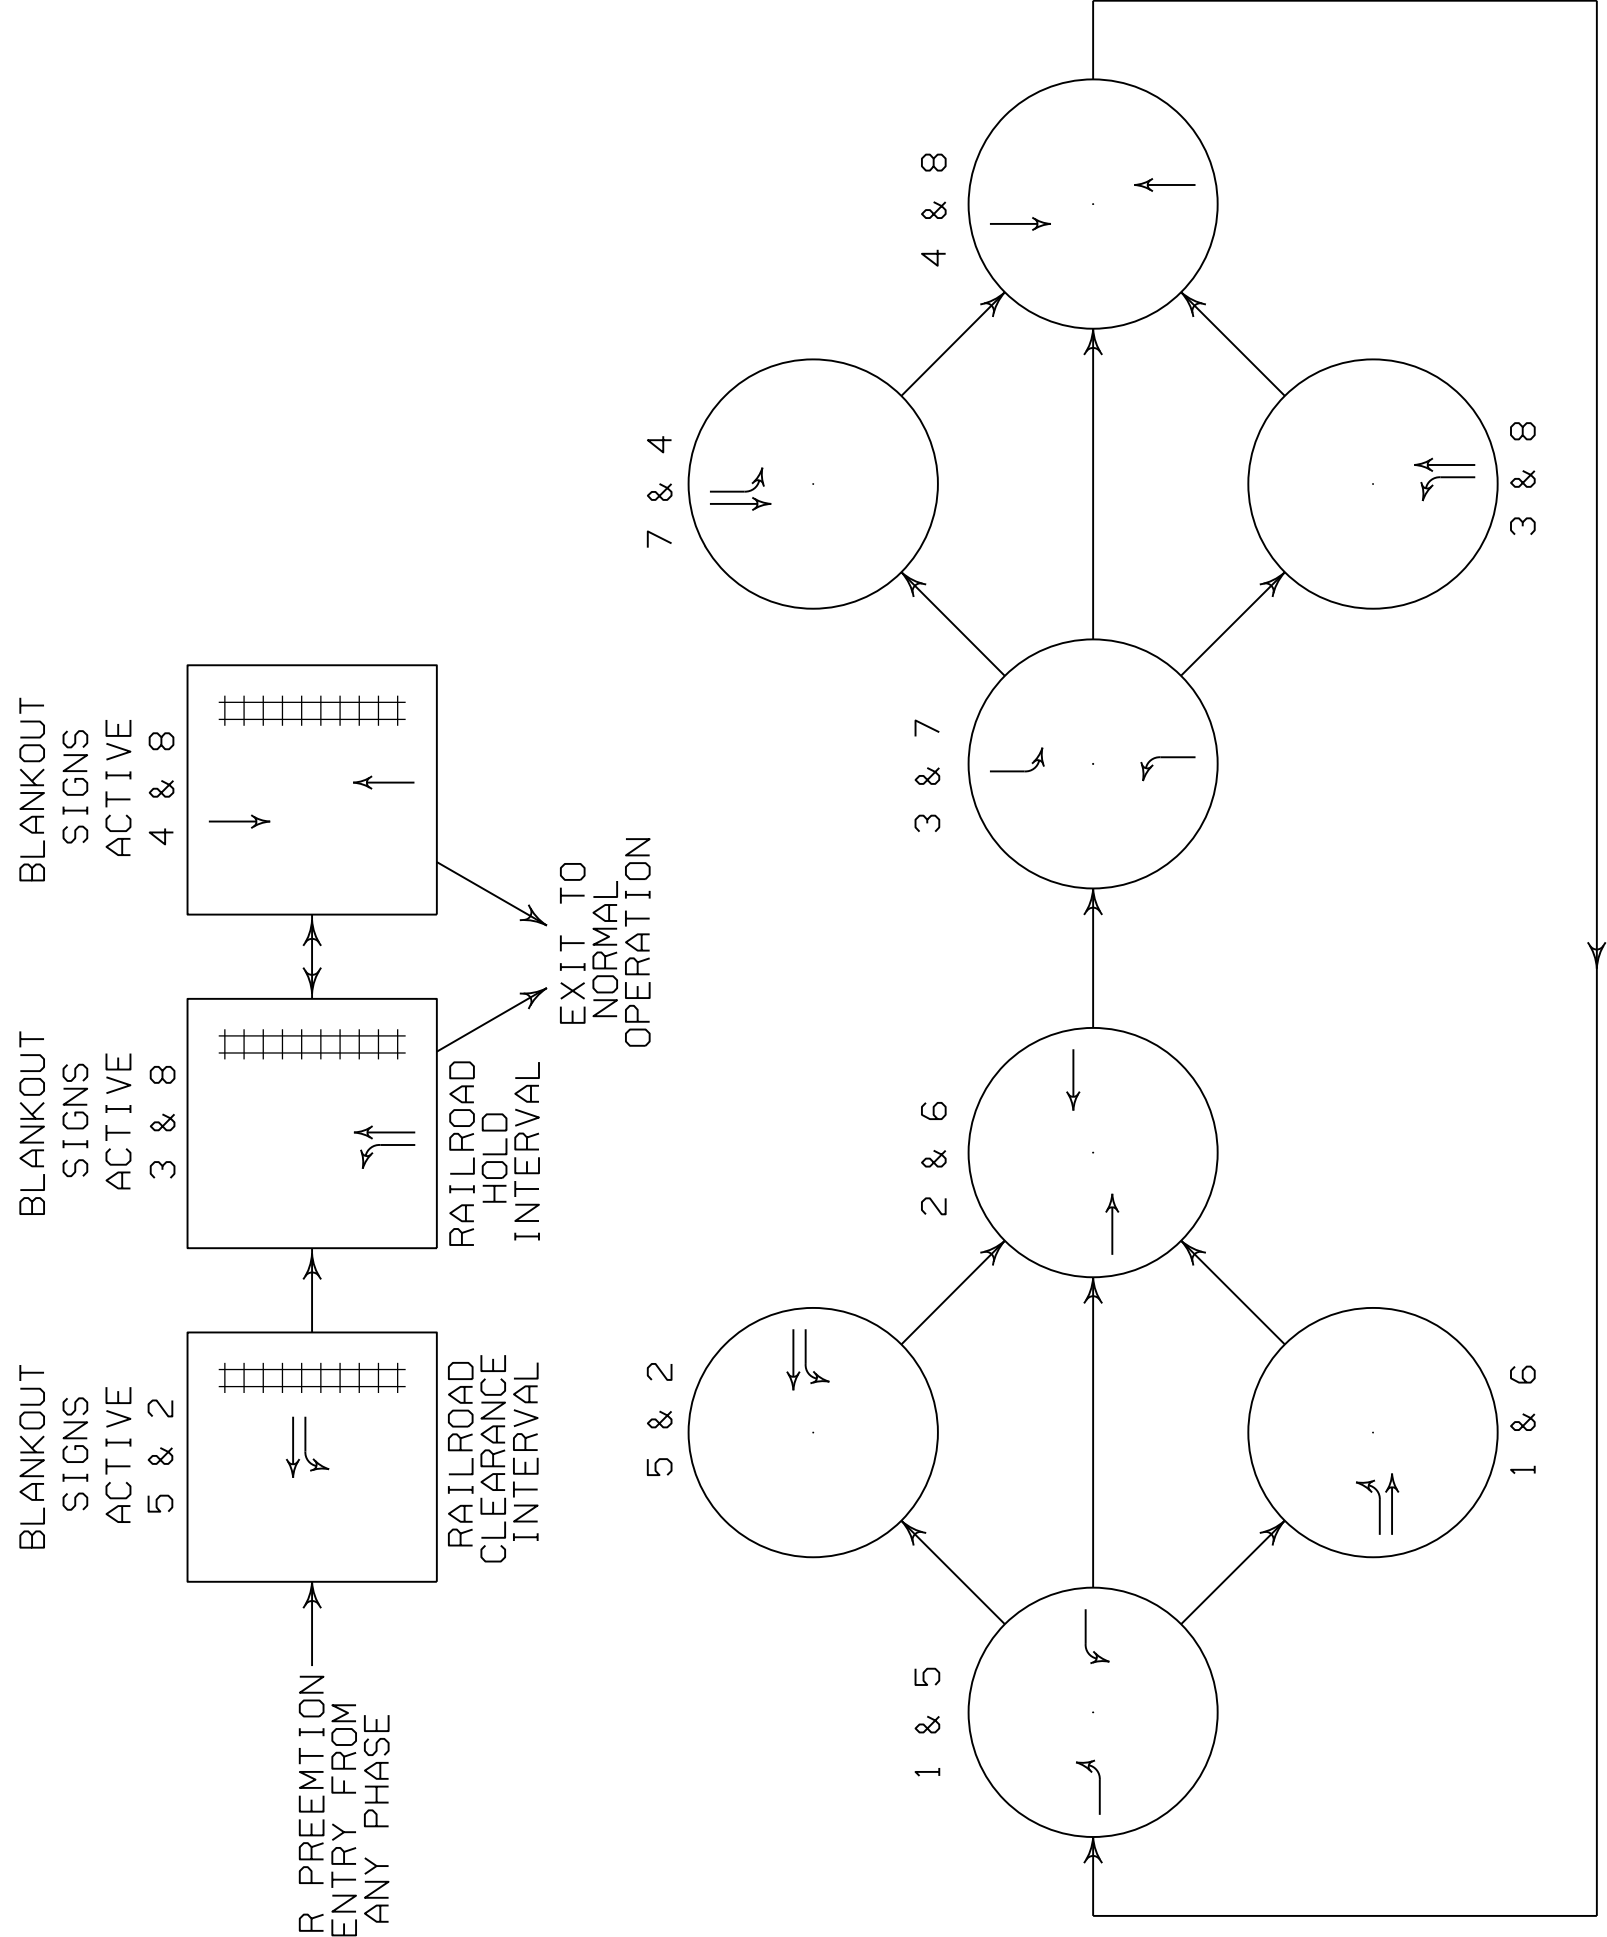 R PREEMTION
ENTRY FROM
ANY PHASE
BLANKOUT
SIGNS
ACTIVE
5 & 2
RAILROAD
CLEARANCE
INTERVAL
BLANKOUT
SIGNS
ACTIVE
3 & 8
RAILROAD
HOLD
INTERVAL
BLANKOUT
SIGNS
ACTIVE
4 & 8
EXIT TO
NORMAL
OPERATION
1 & 5
5 & 2
1 & 6
2 & 6
3 & 7
7 & 4
3 & 8
4 & 8